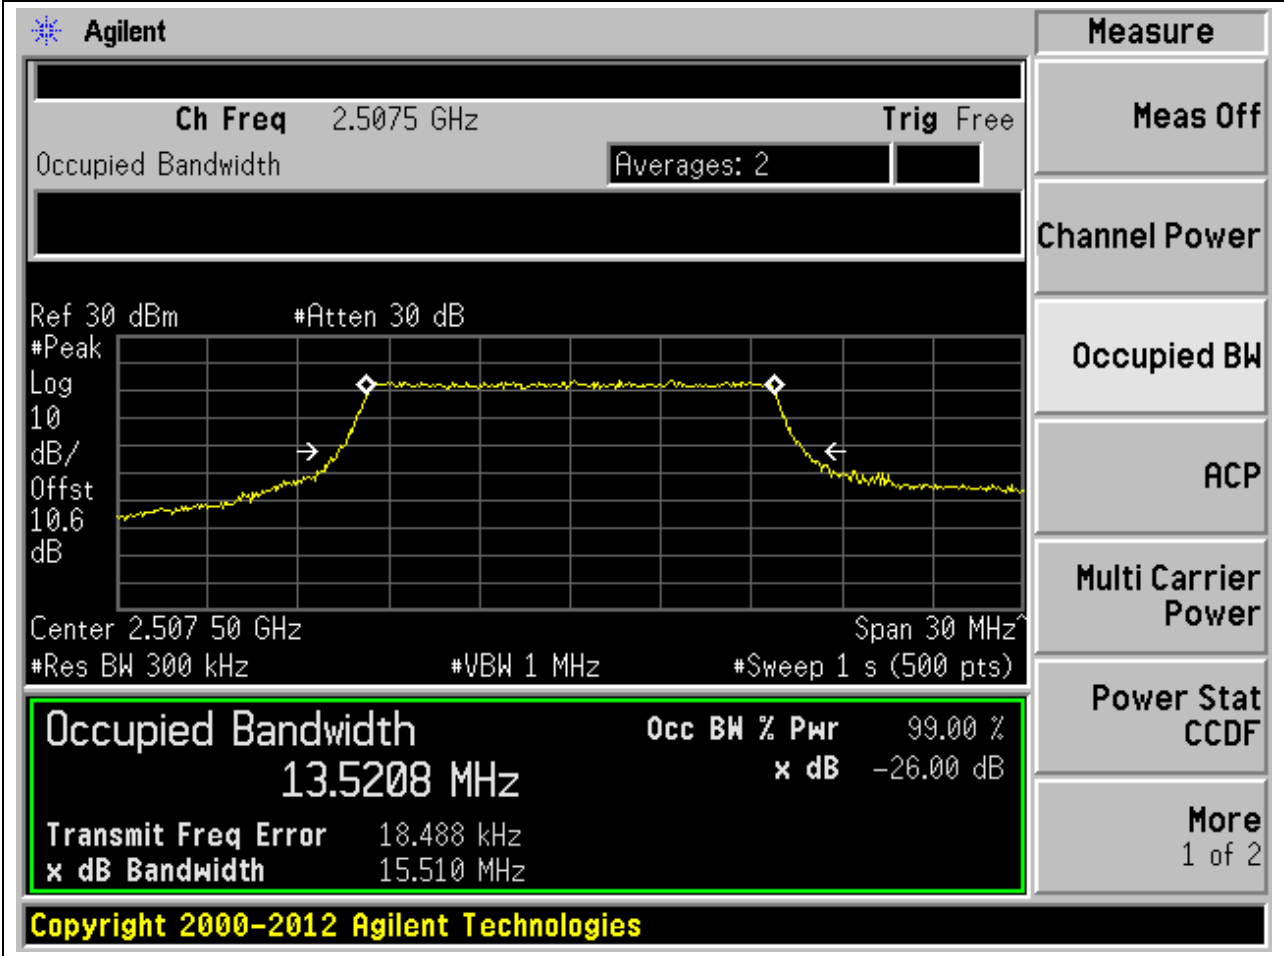 Agilent
Measure
Ch Freq 2.5075 GHz Trig Free
Occupied Bandwidth Averages: 2
Meas Off
Channel Power
Occupied BW
ACP
Multi Carrier
Power
Power Stat
CCDF
More
1 of 2
Ref 30 dBm #Atten 30 dB
#Peak
Log
10
dB/
Offst
10.6
dB
Center 2.507 50 GHz Span 30 MHz^
#Res BW 300 kHz #VBW 1 MHz #Sweep 1 s (500 pts)
Occupied Bandwidth Occ BW % Pwr 99.00 %
13.5208 MHz x dB -26.00 dB
Transmit Freq Error 18.488 kHz
x dB Bandwidth 15.510 MHz
Copyright 2000-2012 Agilent Technologies